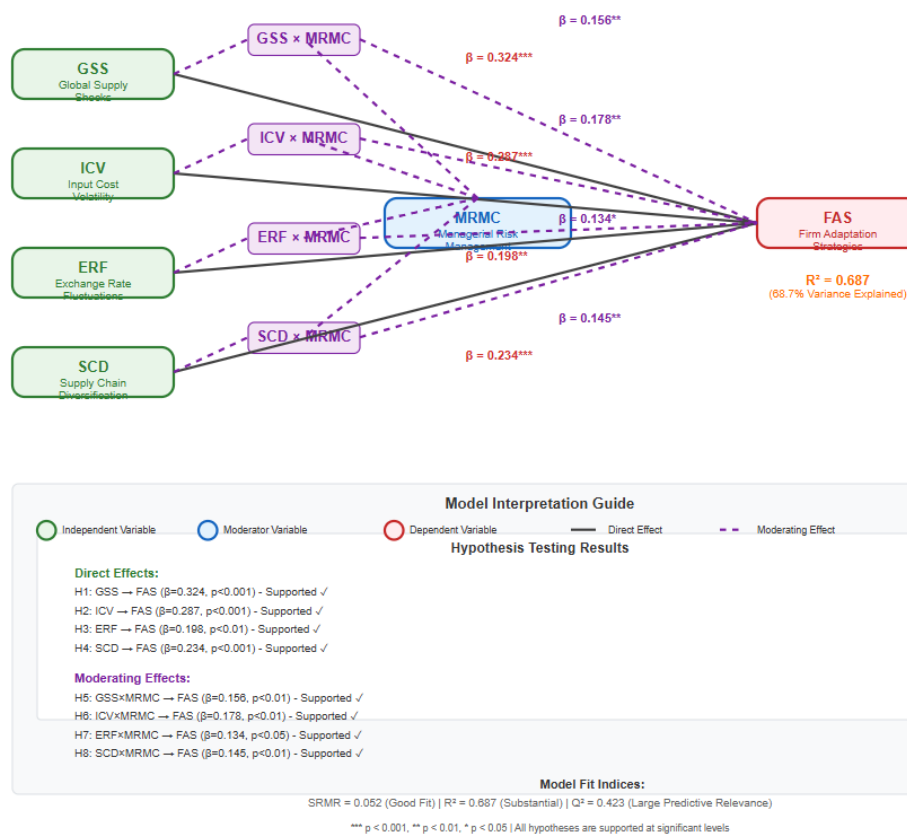 β = 0.156**
GSS × MRMC
β = 0.324***
GSS
Global Supply
Shocks
β = 0.178**
ICV × MRMC
β = 0.287***
ICV
Input Cost
Volatility
MRMC
Managerial Risk
Management
β = 0.134*
FAS
Firm Adaptation
Strategies
ERF × MRMC
β = 0.198**
ERF
Exchange Rate
Fluctuations
R² = 0.687
(68.7% Variance Explained)
β = 0.145**
SCD × MRMC
β = 0.234***
SCD
Supply Chain
Diversification
Model Interpretation Guide
Independent Variable Moderator Variable Dependent Variable Direct Effect Moderating Effect
Hypothesis Testing Results
Direct Effects:
H1: GSS → FAS (β=0.324, p<0.001) - Supported ✓
H2: ICV → FAS (β=0.287, p<0.001) - Supported ✓
H3: ERF → FAS (β=0.198, p<0.01) - Supported ✓
H4: SCD → FAS (β=0.234, p<0.001) - Supported ✓
Moderating Effects:
H5: GSS×MRMC → FAS (β=0.156, p<0.01) - Supported ✓
H6: ICV×MRMC → FAS (β=0.178, p<0.01) - Supported ✓
H7: ERF×MRMC → FAS (β=0.134, p<0.05) - Supported ✓
H8: SCD×MRMC → FAS (β=0.145, p<0.01) - Supported ✓
Model Fit Indices:
SRMR = 0.052 (Good Fit) | R² = 0.687 (Substantial) | Q² = 0.423 (Large Predictive Relevance)
*** p < 0.001, ** p < 0.01, * p < 0.05 | All hypotheses are supported at significant levels